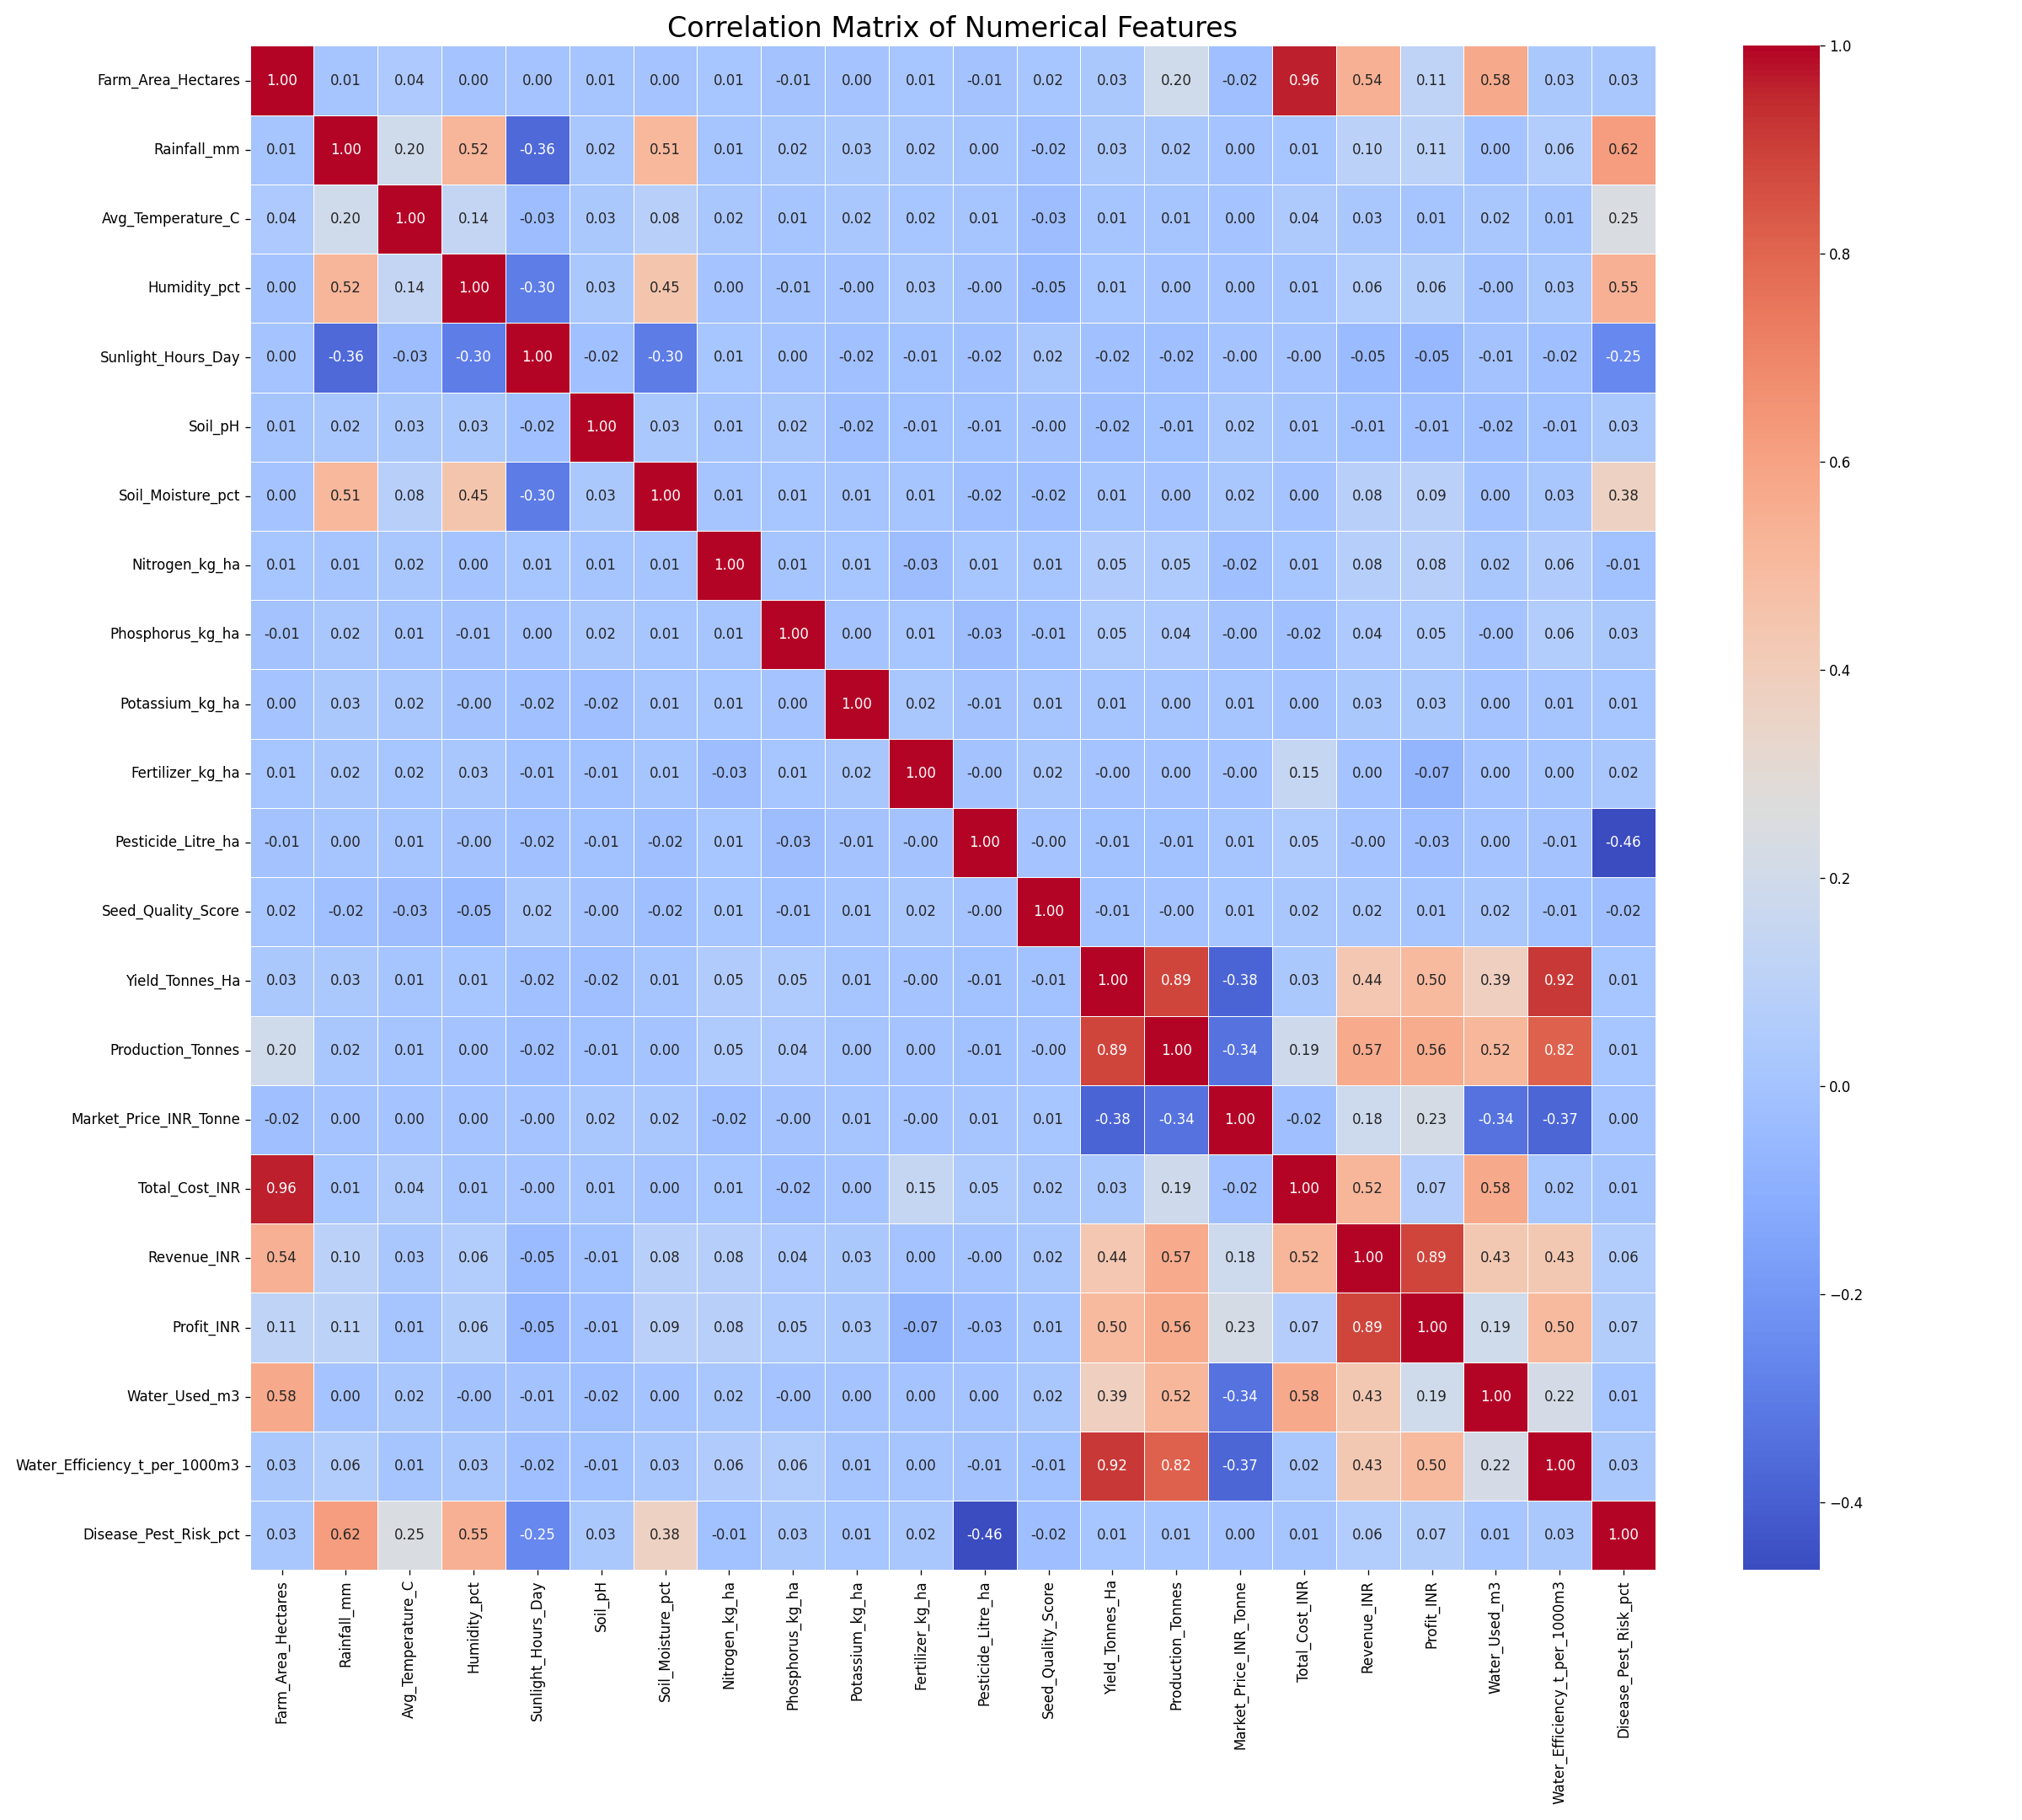 Correlation Matrix of Numerical Features
Farm_Area_Hectares 1.00 0.01 0.04 0.00 0.00 0.01 0.00 0.01 -0.01 0.00 0.01 -0.01 0.02 0.03 0.20 -0.02 0.96 0.54 0.11 0.58 0.03 0.03
Rainfall_mm 0.01 1.00 0.20 0.52 -0.36 0.02 0.51 0.01 0.02 0.03 0.02 0.00 -0.02 0.03 0.02 0.00 0.01 0.10 0.11 0.00 0.06 0.62
Avg_Temperature_C 0.04 0.20 1.00 0.14 -0.03 0.03 0.08 0.02 0.01 0.02 0.02 0.01 -0.03 0.01 0.01 0.00 0.04 0.03 0.01 0.02 0.01 0.25
Humidity_pct 0.00 0.52 0.14 1.00 -0.30 0.03 0.45 0.00 -0.01 -0.00 0.03 -0.00 -0.05 0.01 0.00 0.00 0.01 0.06 0.06 -0.00 0.03 0.55
Sunlight_Hours_Day 0.00 -0.36 -0.03 -0.30 1.00 -0.02 -0.30 0.01 0.00 -0.02 -0.01 -0.02 0.02 -0.02 -0.02 -0.00 -0.00 -0.05 -0.05 -0.01 -0.02 -0.25
Soil_pH 0.01 0.02 0.03 0.03 -0.02 1.00 0.03 0.01 0.02 -0.02 -0.01 -0.01 -0.00 -0.02 -0.01 0.02 0.01 -0.01 -0.01 -0.02 -0.01 0.03
Soil_Moisture_pct 0.00 0.51 0.08 0.45 -0.30 0.03 1.00 0.01 0.01 0.01 0.01 -0.02 -0.02 0.01 0.00 0.02 0.00 0.08 0.09 0.00 0.03 0.38
Nitrogen_kg_ha 0.01 0.01 0.02 0.00 0.01 0.01 0.01 1.00 0.01 0.01 -0.03 0.01 0.01 0.05 0.05 -0.02 0.01 0.08 0.08 0.02 0.06 -0.01
Phosphorus_kg_ha -0.01 0.02 0.01 -0.01 0.00 0.02 0.01 0.01 1.00 0.00 0.01 -0.03 -0.01 0.05 0.04 -0.00 -0.02 0.04 0.05 -0.00 0.06 0.03
Potassium_kg_ha 0.00 0.03 0.02 -0.00 -0.02 -0.02 0.01 0.01 0.00 1.00 0.02 -0.01 0.01 0.01 0.00 0.01 0.00 0.03 0.03 0.00 0.01 0.01
Fertilizer_kg_ha 0.01 0.02 0.02 0.03 -0.01 -0.01 0.01 -0.03 0.01 0.02 1.00 -0.00 0.02 -0.00 0.00 -0.00 0.15 0.00 -0.07 0.00 0.00 0.02
Pesticide_Litre_ha -0.01 0.00 0.01 -0.00 -0.02 -0.01 -0.02 0.01 -0.03 -0.01 -0.00 1.00 -0.00 -0.01 -0.01 0.01 0.05 -0.00 -0.03 0.00 -0.01 -0.46
Seed_Quality_Score 0.02 -0.02 -0.03 -0.05 0.02 -0.00 -0.02 0.01 -0.01 0.01 0.02 -0.00 1.00 -0.01 -0.00 0.01 0.02 0.02 0.01 0.02 -0.01 -0.02
Yield_Tonnes_Ha 0.03 0.03 0.01 0.01 -0.02 -0.02 0.01 0.05 0.05 0.01 -0.00 -0.01 -0.01 1.00 0.89 -0.38 0.03 0.44 0.50 0.39 0.92 0.01
Production_Tonnes 0.20 0.02 0.01 0.00 -0.02 -0.01 0.00 0.05 0.04 0.00 0.00 -0.01 -0.00 0.89 1.00 -0.34 0.19 0.57 0.56 0.52 0.82 0.01
Market_Price_INR_Tonne -0.02 0.00 0.00 0.00 -0.00 0.02 0.02 -0.02 -0.00 0.01 -0.00 0.01 0.01 -0.38 -0.34 1.00 -0.02 0.18 0.23 -0.34 -0.37 0.00
Total_Cost_INR 0.96 0.01 0.04 0.01 -0.00 0.01 0.00 0.01 -0.02 0.00 0.15 0.05 0.02 0.03 0.19 -0.02 1.00 0.52 0.07 0.58 0.02 0.01
Revenue_INR 0.54 0.10 0.03 0.06 -0.05 -0.01 0.08 0.08 0.04 0.03 0.00 -0.00 0.02 0.44 0.57 0.18 0.52 1.00 0.89 0.43 0.43 0.06
Profit_INR 0.11 0.11 0.01 0.06 -0.05 -0.01 0.09 0.08 0.05 0.03 -0.07 -0.03 0.01 0.50 0.56 0.23 0.07 0.89 1.00 0.19 0.50 0.07
Water_Used_m3 0.58 0.00 0.02 -0.00 -0.01 -0.02 0.00 0.02 -0.00 0.00 0.00 0.00 0.02 0.39 0.52 -0.34 0.58 0.43 0.19 1.00 0.22 0.01
Water_Efficiency_t_per_1000m3 0.03 0.06 0.01 0.03 -0.02 -0.01 0.03 0.06 0.06 0.01 0.00 -0.01 -0.01 0.92 0.82 -0.37 0.02 0.43 0.50 0.22 1.00 0.03
Disease_Pest_Risk_pct 0.03 0.62 0.25 0.55 -0.25 0.03 0.38 -0.01 0.03 0.01 0.02 -0.46 -0.02 0.01 0.01 0.00 0.01 0.06 0.07 0.01 0.03 1.00
Farm_Area_Hectares
Rainfall_mm
Avg_Temperature_C
Humidity_pct
Sunlight_Hours_Day
Soil_pH
Soil_Moisture_pct
Nitrogen_kg_ha
Phosphorus_kg_ha
Potassium_kg_ha
Fertilizer_kg_ha
Pesticide_Litre_ha
Seed_Quality_Score
Yield_Tonnes_Ha
Production_Tonnes
Market_Price_INR_Tonne
Total_Cost_INR
Revenue_INR
Profit_INR
Water_Used_m3
Water_Efficiency_t_per_1000m3
Disease_Pest_Risk_pct
1.0
0.8
0.6
0.4
0.2
0.0
−0.2
−0.4